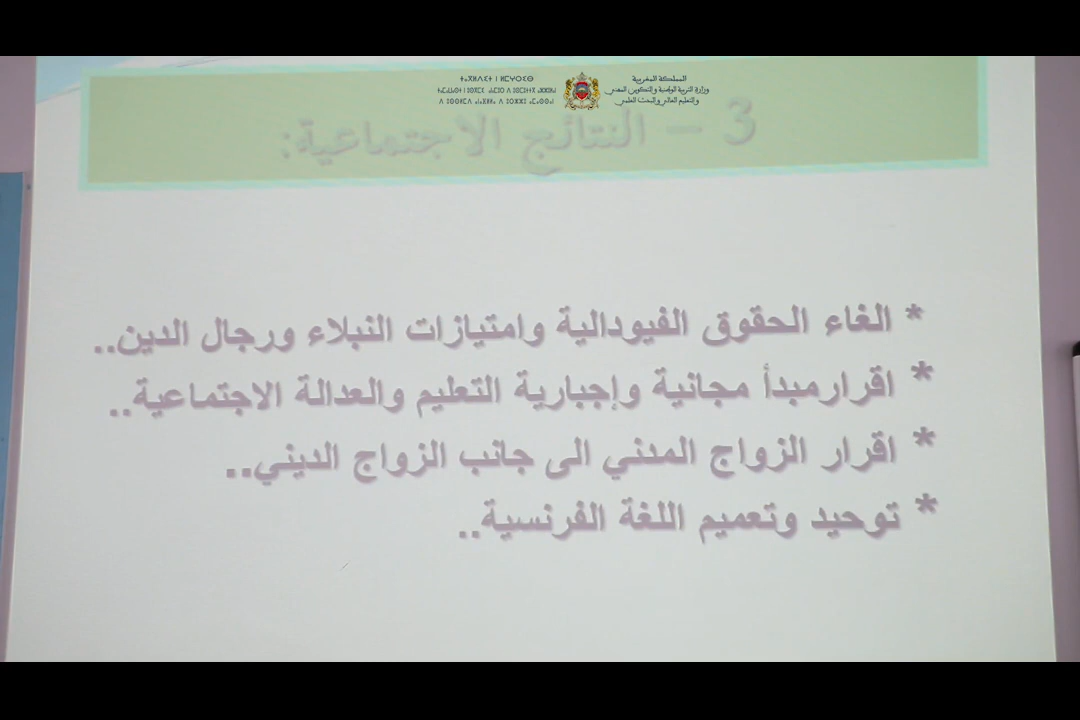 ⵜⴰⴳⵍⴷⵉⵜ ⵏ ⵍⵎⵖⵔⵉⴱ
المملكة المغربية
وزارة التربية الوطنية والتكوين المهني
والتعليم العالي والبحث العلمي
3 - النتائج الاجتماعية:
* الغاء الحقوق الفيودالية وامتيازات النبلاء ورجال الدين..
* اقرارمبدأ مجانية وإجبارية التعليم والعدالة الاجتماعية..
* اقرار الزواج المدني الى جانب الزواج الديني..
* توحيد وتعميم اللغة الفرنسية..